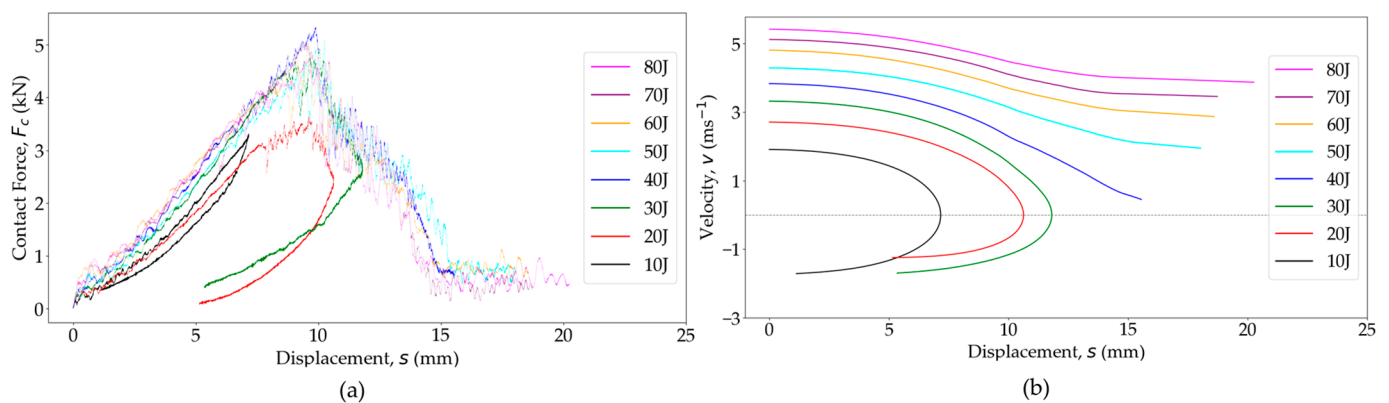 Contact Force, Fc (kN)
5
4
3
2
1
0
0 5 10 15 20 25
Displacement, s (mm)
80J
70J
60J
50J
40J
30J
20J
10J
(a)
Velocity, v (ms⁻¹)
5
3
1
−1
−3
0 5 10 15 20 25
Displacement, s (mm)
80J
70J
60J
50J
40J
30J
20J
10J
(b)